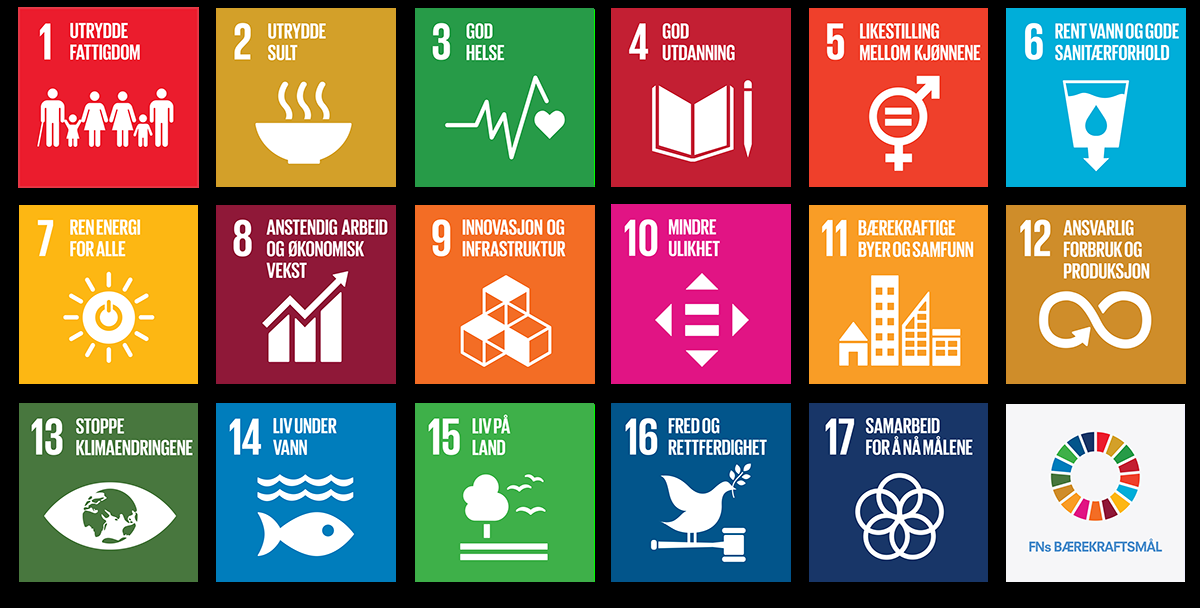 1 UTRYDDE
FATTIGDOM
2 UTRYDDE
SULT
3 GOD
HELSE
4 GOD
UTDANNING
5 LIKESTILLING
MELLOM KJØNNENE
6 RENT VANN OG GODE
SANITÆRFORHOLD
7 REN ENERGI
FOR ALLE
8 ANSTENDIG ARBEID
OG ØKONOMISK
VEKST
9 INNOVASJON OG
INFRASTRUKTUR
10 MINDRE
ULIKHET
11 BÆREKRAFTIGE
BYER OG SAMFUNN
12 ANSVARLIG
FORBRUK OG
PRODUKSJON
13 STOPPE
KLIMAENDRINGENE
14 LIV UNDER
VANN
15 LIV PÅ
LAND
16 FRED OG
RETTFERDIGHET
17 SAMARBEID
FOR Å NÅ MÅLENE
FNs BÆREKRAFTSMÅL